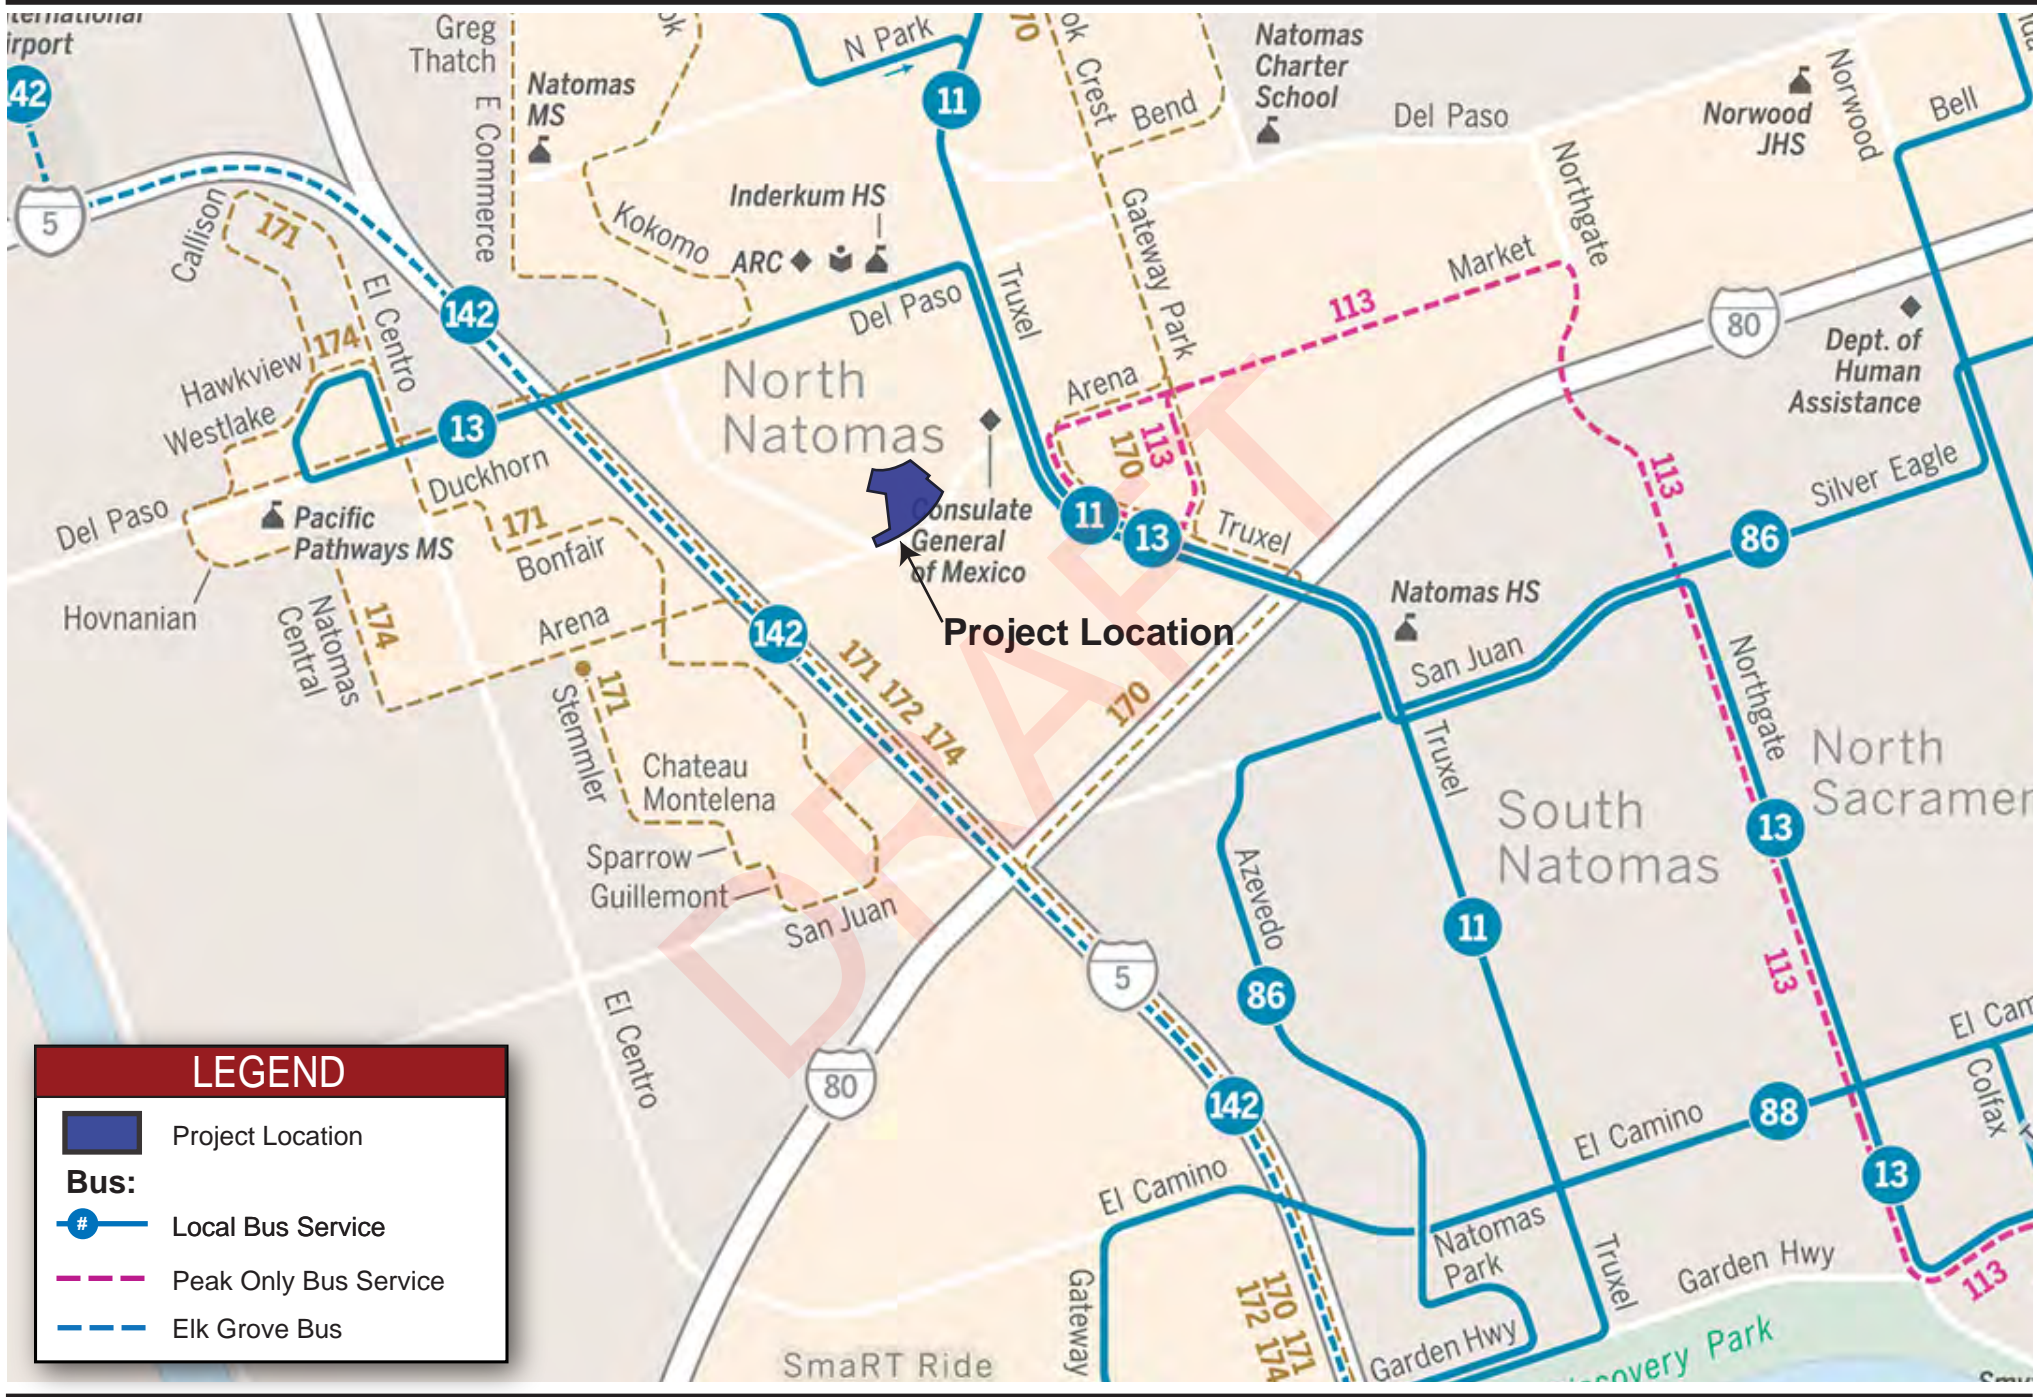 irport
42
5
Greg
Thatch
E Commerce
Natomas
MS
N Park
11
170
Crest
Bend
Natomas
Charter
School
Del Paso
Northgate
Norwood
JHS
Norwood
Bell
Callison
171
El Centro
142
Kokomo
Inderkum HS
ARC
Del Paso
Truxel
Gateway Park
113
Market
80
Dept. of
Human
Assistance
Hawkview
174
Westlake
13
Duckhorn
North
Natomas
Arena
170
113
113
Silver Eagle
Del Paso
Pacific
Pathways MS
171
Bonfair
Consulate
General
of Mexico
11
13
Truxel
86
Hovnanian
Natomas
Central
174
Arena
142
Project Location
Natomas HS
San Juan
Northgate
171
Stemmler
171 172 174
170
Truxel
North
Chateau
Montelena
South
Natomas
13
Sparrow
Guillemont
San Juan
Azevedo
11
5
86
113
El Centro
80
142
El Camino
88
El Cam
Colfax
13
El Camino
Natomas
Park
Truxel
Garden Hwy
113
Gateway
170 171
172 174
Garden Hwy
SmaRT Ride
Discovery Park
DRAFT
LEGEND
Project Location
Bus:
# Local Bus Service
Peak Only Bus Service
Elk Grove Bus